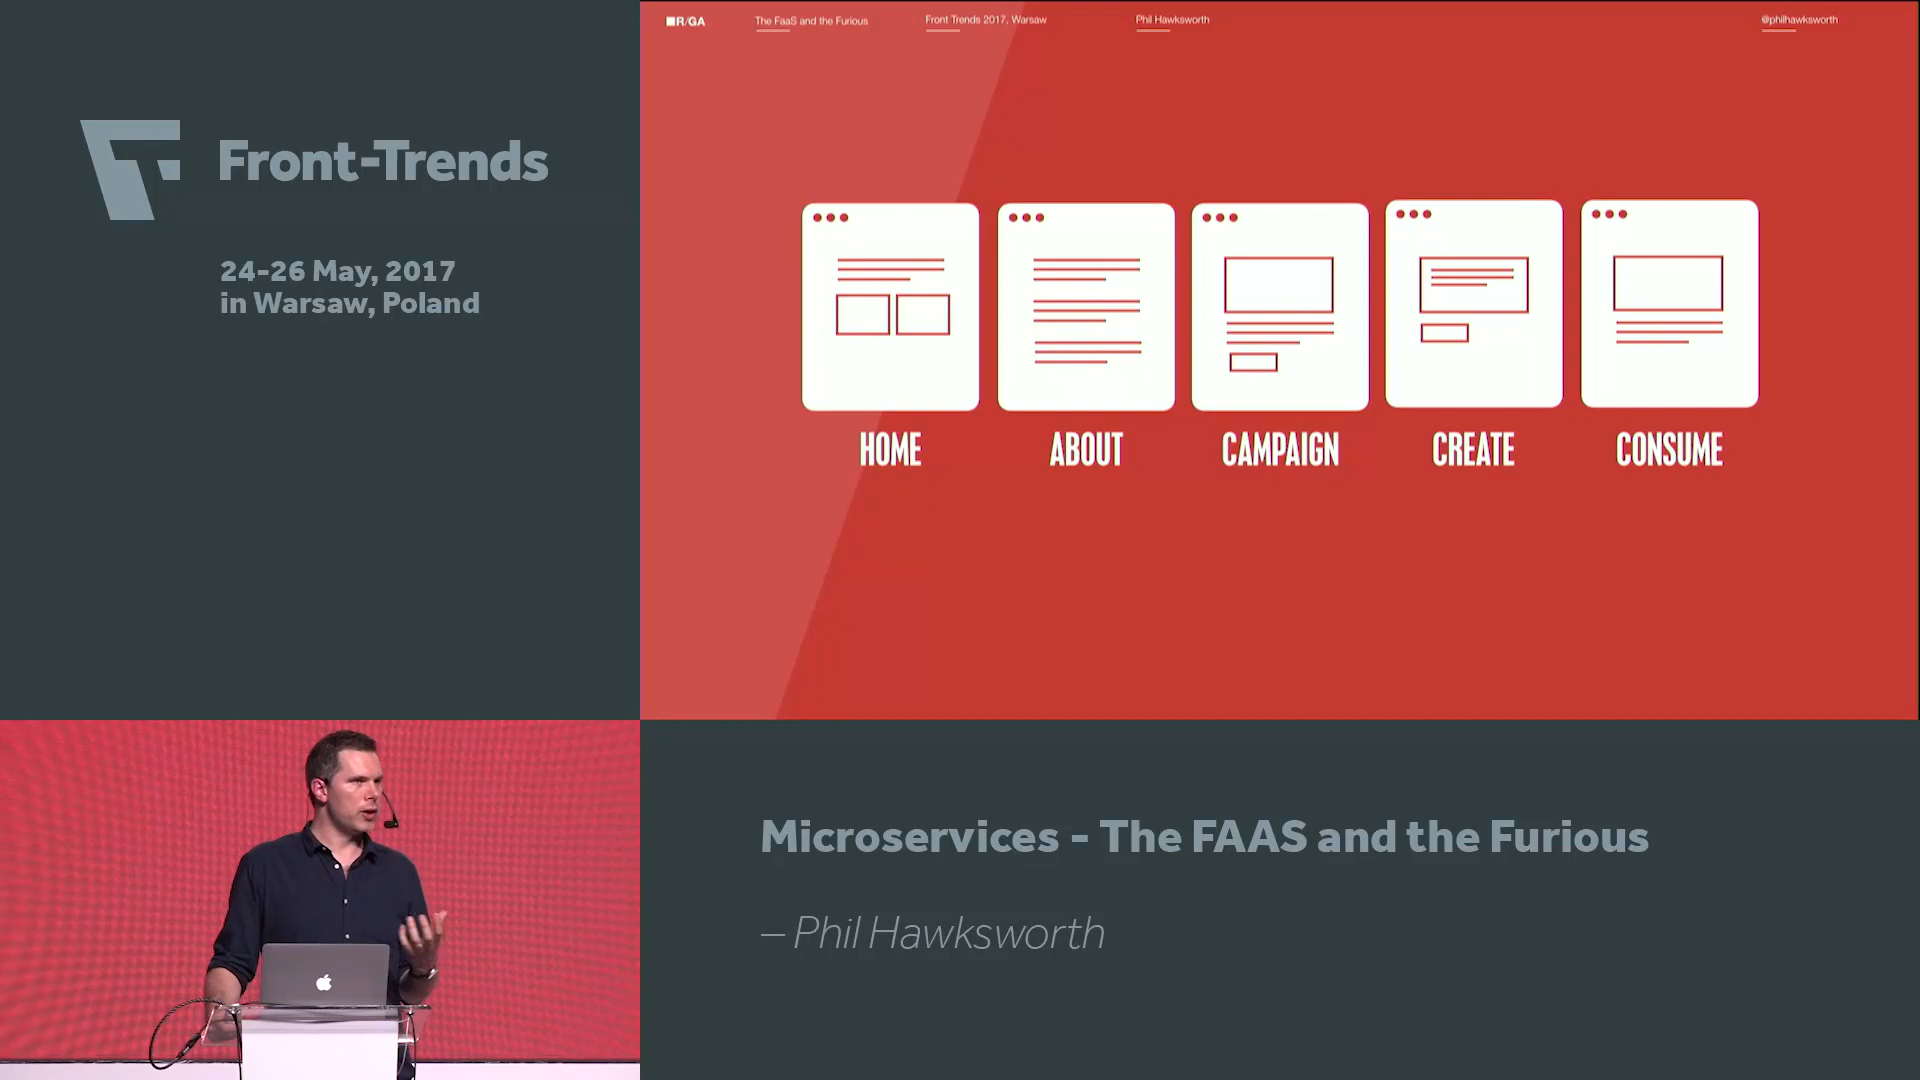 Front-Trends
24-26 May, 2017
in Warsaw, Poland
R/GA
The FaaS and the Furious
Front Trends 2017, Warsaw
Phil Hawksworth
@philhawksworth
HOME
ABOUT
CAMPAIGN
CREATE
CONSUME
Microservices - The FAAS and the Furious
– Phil Hawksworth